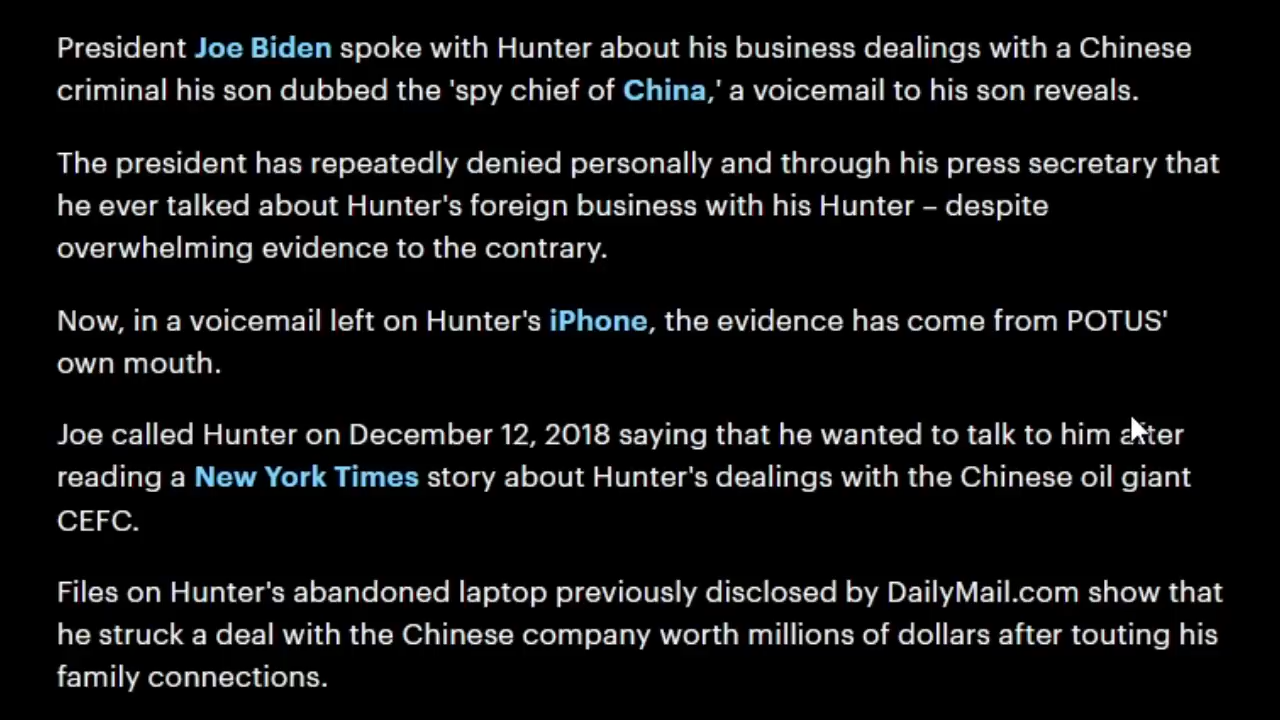 President Joe Biden spoke with Hunter about his business dealings with a Chinese
criminal his son dubbed the 'spy chief of China,' a voicemail to his son reveals.
The president has repeatedly denied personally and through his press secretary that
he ever talked about Hunter's foreign business with his Hunter – despite
overwhelming evidence to the contrary.
Now, in a voicemail left on Hunter's iPhone, the evidence has come from POTUS'
own mouth.
Joe called Hunter on December 12, 2018 saying that he wanted to talk to him after
reading a New York Times story about Hunter's dealings with the Chinese oil giant
CEFC.
Files on Hunter's abandoned laptop previously disclosed by DailyMail.com show that
he struck a deal with the Chinese company worth millions of dollars after touting his
family connections.